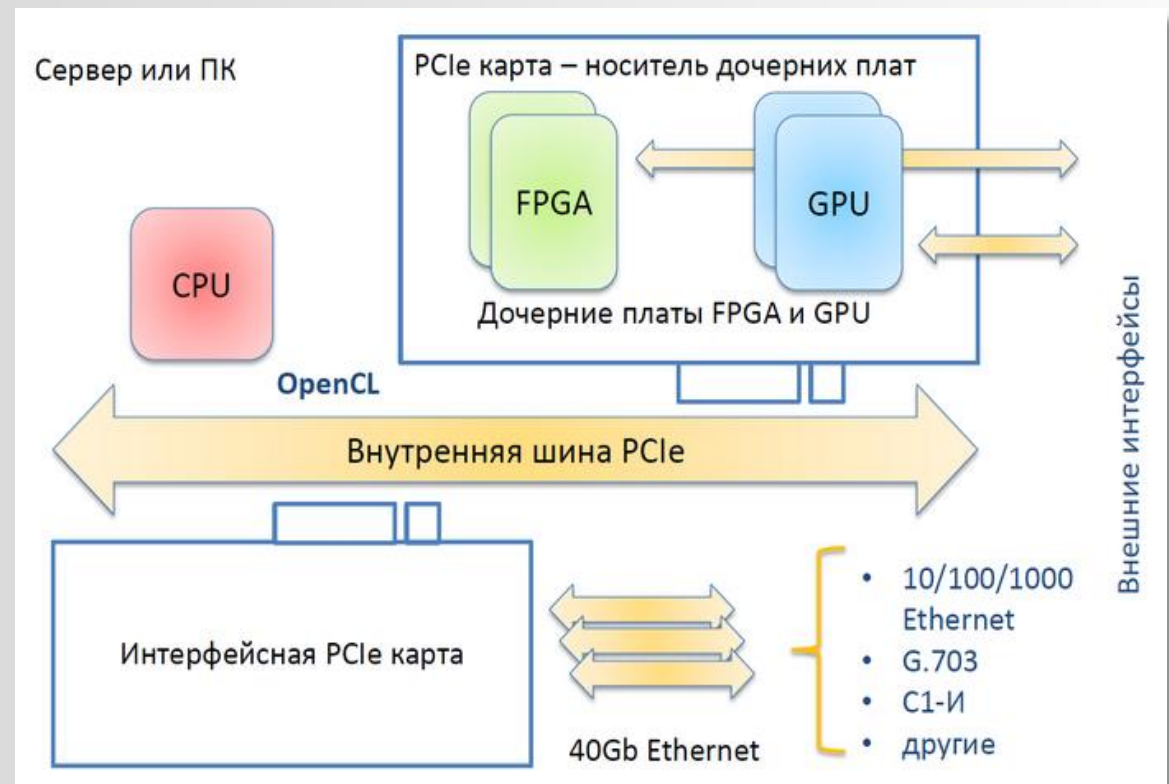 Сервер или ПК
PCIe карта – носитель дочерних плат
FPGA
GPU
CPU
Дочерние платы FPGA и GPU
OpenCL
Внутренняя шина PCIe
Внешние интерфейсы
Интерфейсная PCIe карта
40Gb Ethernet
• 10/100/1000
Ethernet
• G.703
• С1-И
• другие